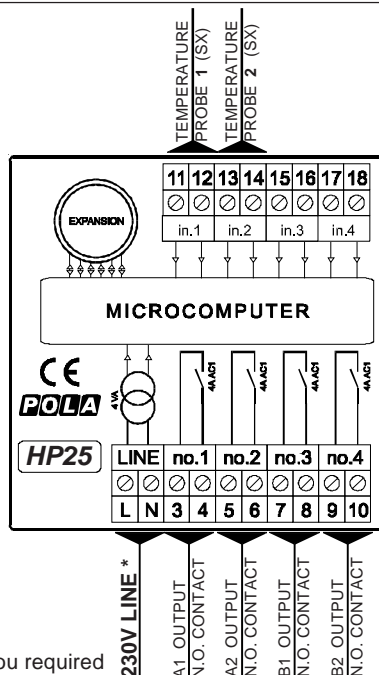 TEMPERATURE
PROBE 1 (SX)
TEMPERATURE
PROBE 2 (SX)
11 12 13 14 15 16 17 18
in.1 in.2 in.3 in.4
EXPANSION
MICROCOMPUTER
CE
POLA
4 VA
4A AC1
4A AC1
4A AC1
4A AC1
HP25
LINE no.1 no.2 no.3 no.4
L N 3 4 5 6 7 8 9 10
230V LINE *
A1 OUTPUT
N.O. CONTACT
A2 OUTPUT
N.O. CONTACT
B1 OUTPUT
N.O. CONTACT
B2 OUTPUT
N.O. CONTACT
ou required